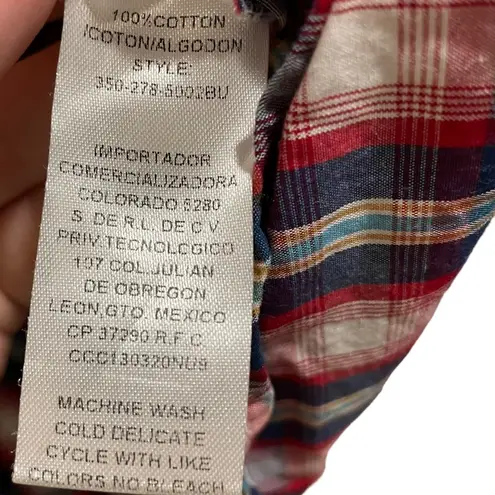 100%COTTON
/COTON/ALGODON
STYLE:
350-278-5002BU
IMPORTADOR
COMERCIALIZADORA
COLORADO 5280
S. DE R.L. DE C V
PRIV.TECNOLOGICO
107 COL.JULIAN
DE OBREGON
LEON,GTO. MEXICO
CP 37290 R.F.C.
CCC130320NU9
MACHINE WASH
COLD DELICATE
CYCLE WITH LIKE
COLORS NO BLEACH